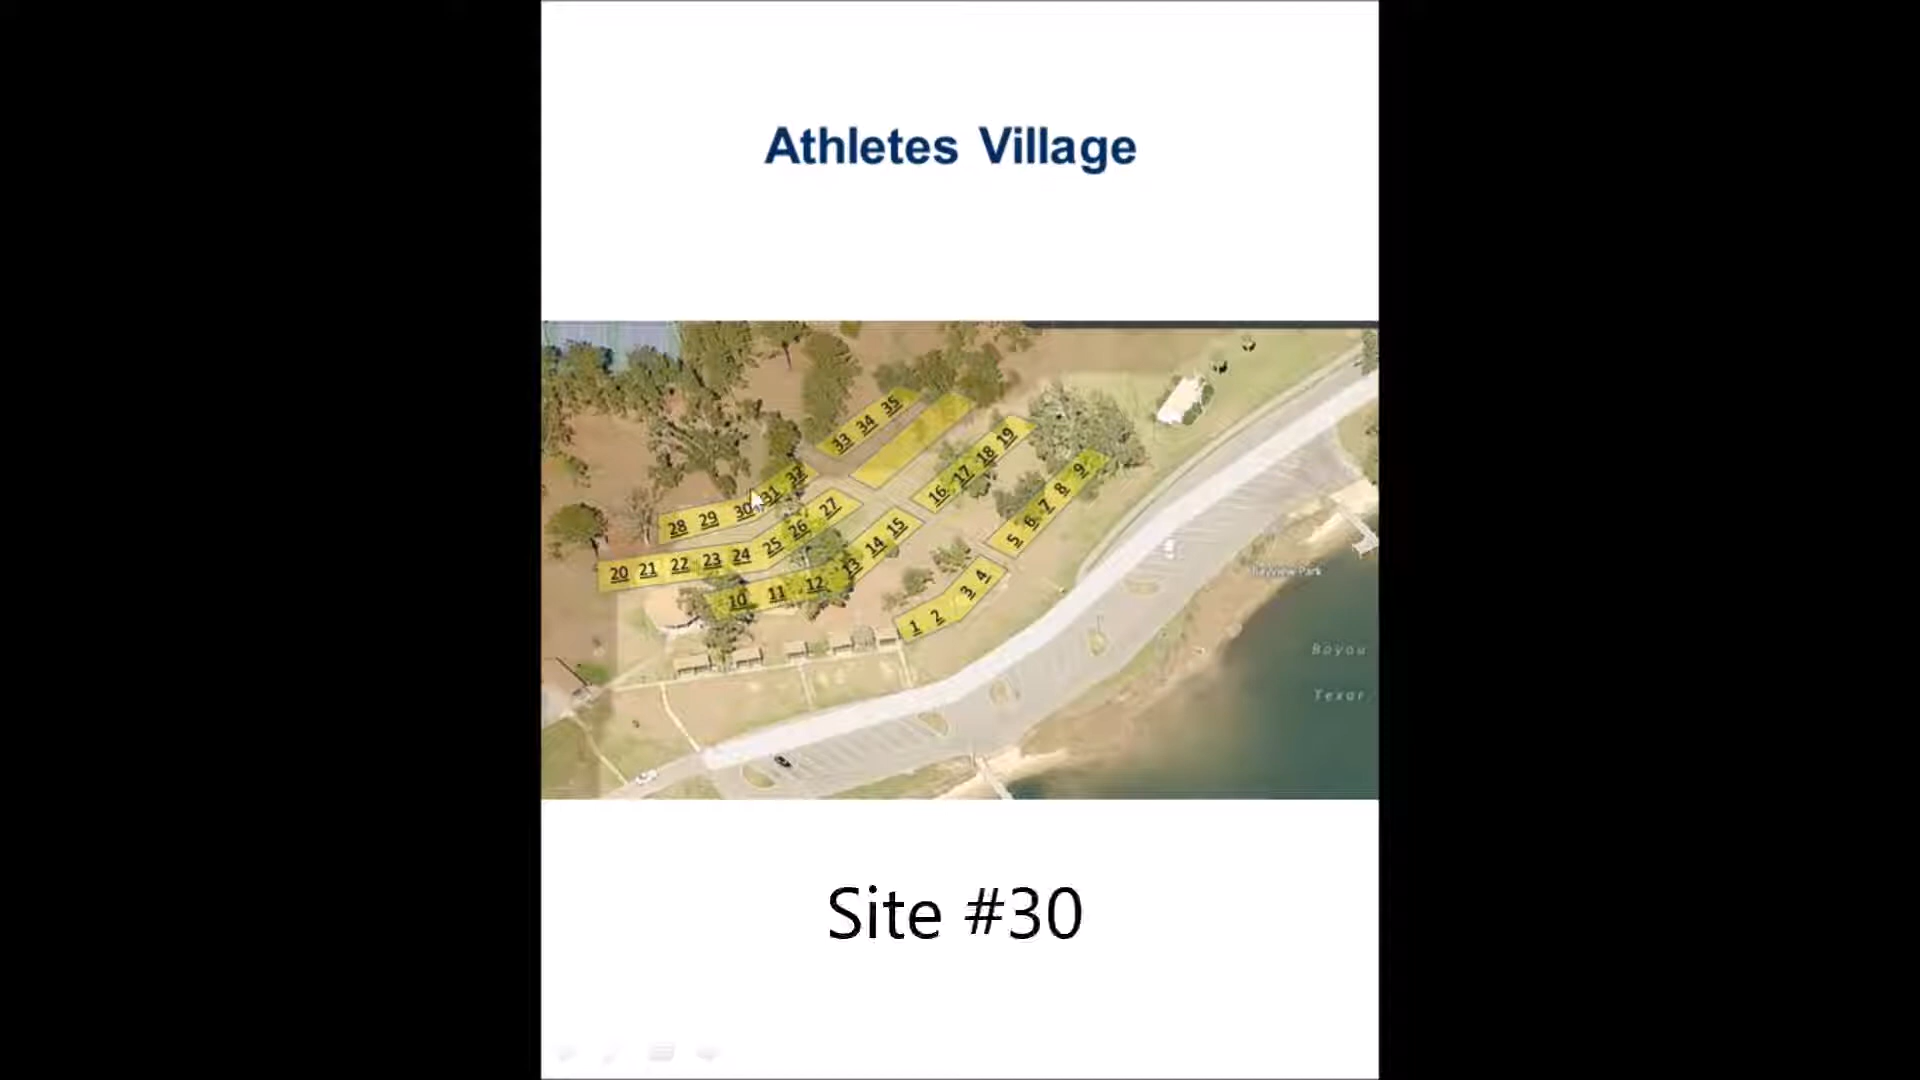 Athletes Village
33 34 35
28 29 30 31 32
16 17 18 19
20 21 22 23 24 25 26 27
5 6 7 8 9
10 11 12 13 14 15
1 2 3 4
Bayview Park
Bayou
Texar
Site #30